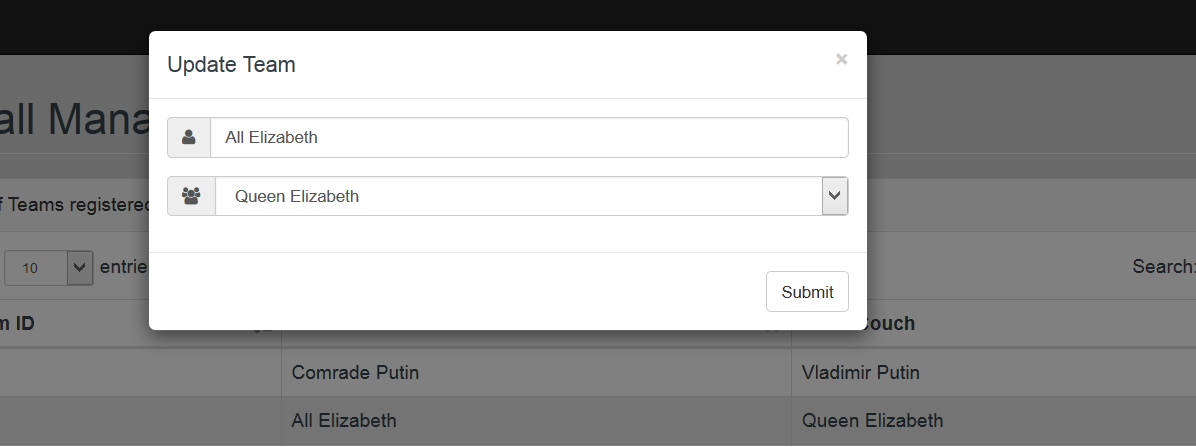 Update Team
×
all Mana
All Elizabeth
Queen Elizabeth
f Teams registered
10 entrie
Search:
Submit
m ID
Couch
Comrade Putin
Vladimir Putin
All Elizabeth
Queen Elizabeth